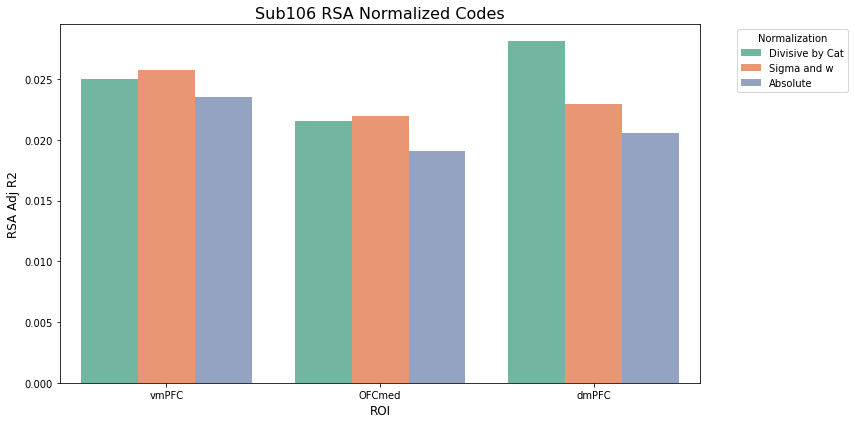 Sub106 RSA Normalized Codes
Normalization
Divisive by Cat
Sigma and w
Absolute
RSA Adj R2
0.025
0.020
0.015
0.010
0.005
0.000
vmPFC
OFCmed
dmPFC
ROI